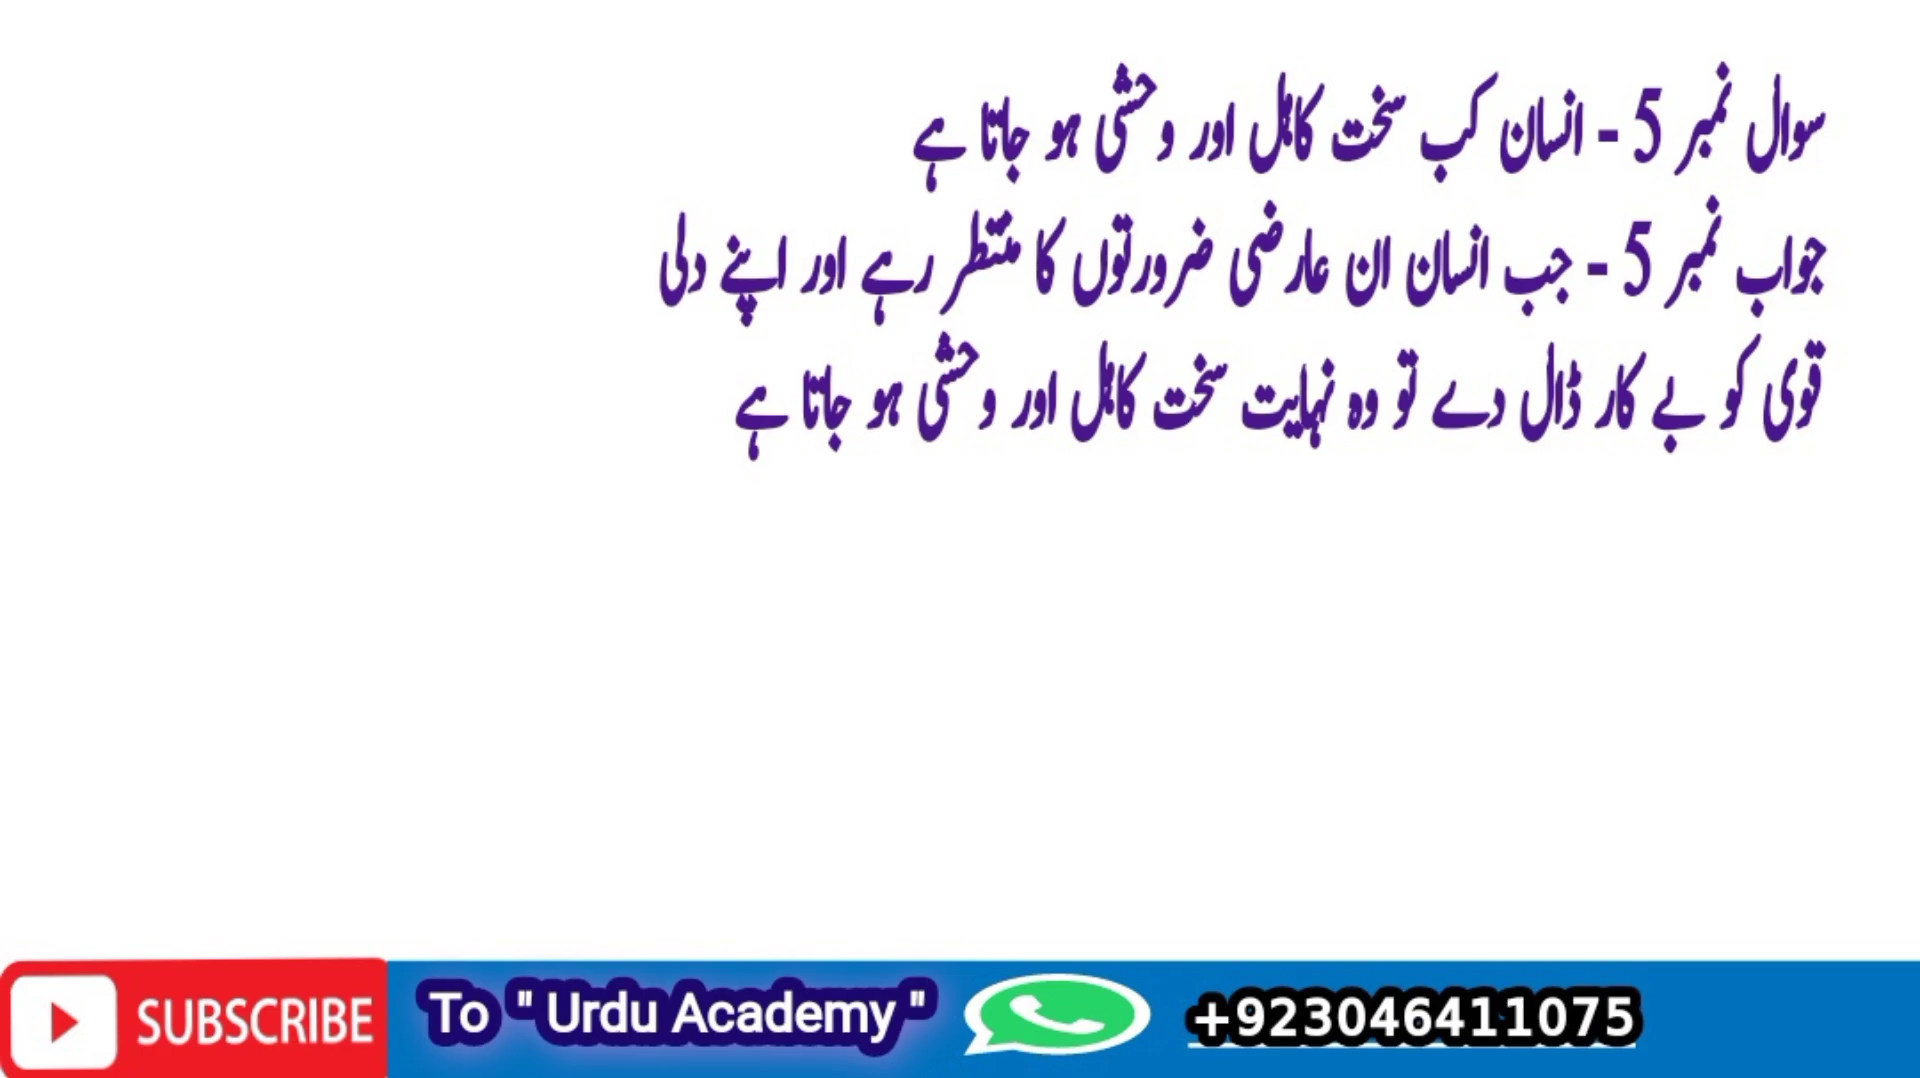 سوال نمبر 5 - انسان کب سخت کاہل اور وحشی ہو جاتا ہے
جواب نمبر 5 - جب انسان ان عارضی ضرورتوں کا منتظر رہے اور اپنے دلی
قوی کو بے کار ڈال دے تو وہ نہایت سخت کاہل اور وحشی ہو جاتا ہے
SUBSCRIBE To " Urdu Academy " +923046411075